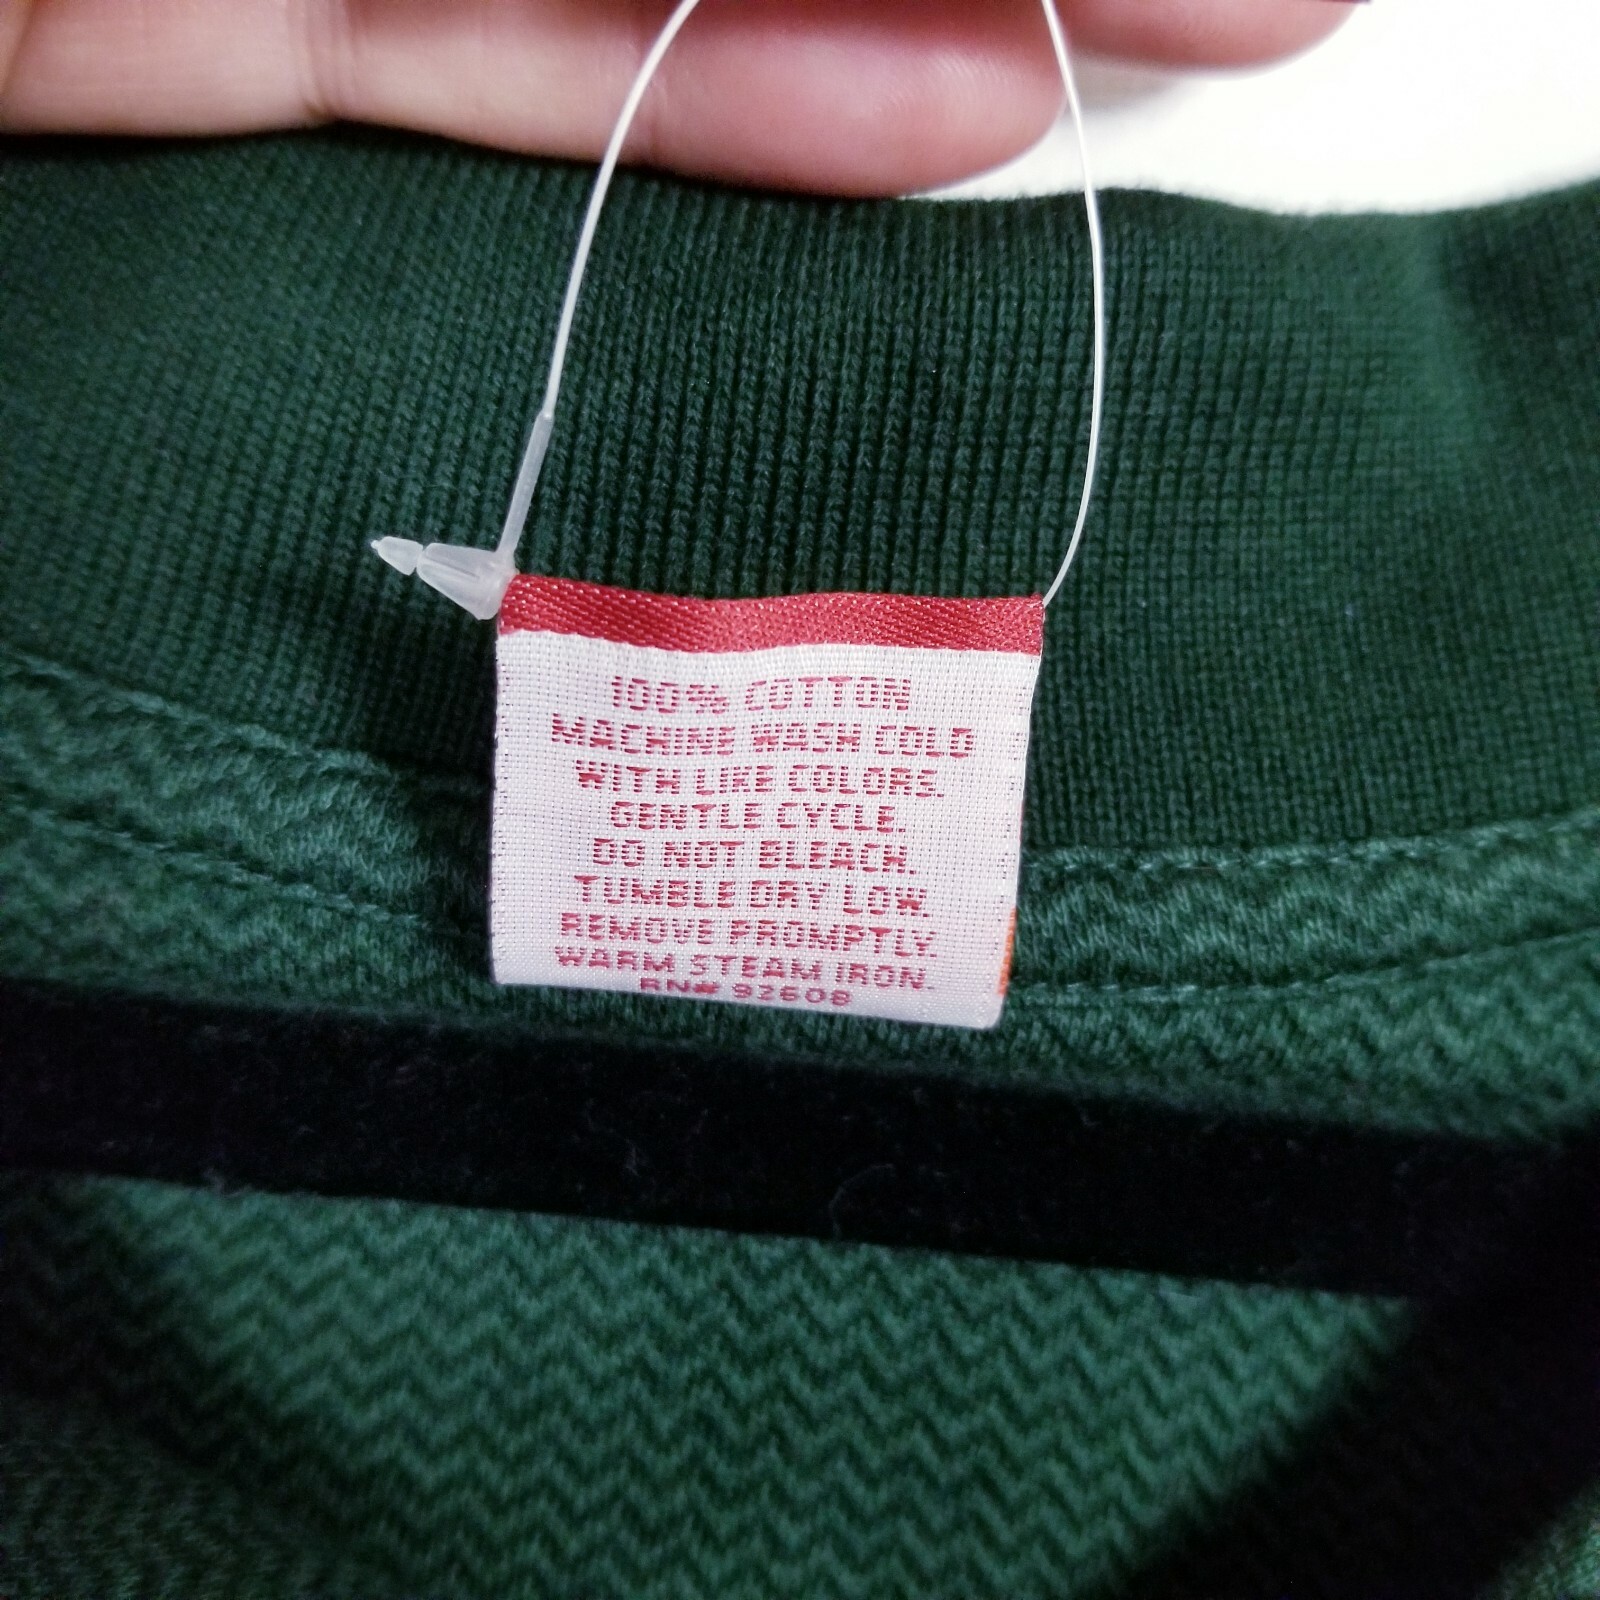 100% COTTON
MACHINE WASH COLD
WITH LIKE COLORS.
GENTLE CYCLE.
DO NOT BLEACH.
TUMBLE DRY LOW.
REMOVE PROMPTLY.
WARM STEAM IRON.
RN# 92608